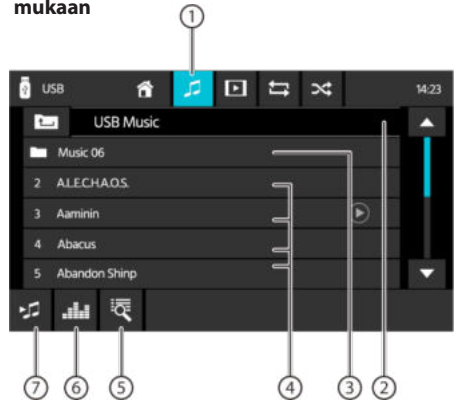 mukaan
1
USB
14:23
USB Music
Music 06
2 A.L.E.C.H.A.O.S.
3 Aaminin
4 Abacus
5 Abandon Shinp
7 6 5 4 3 2